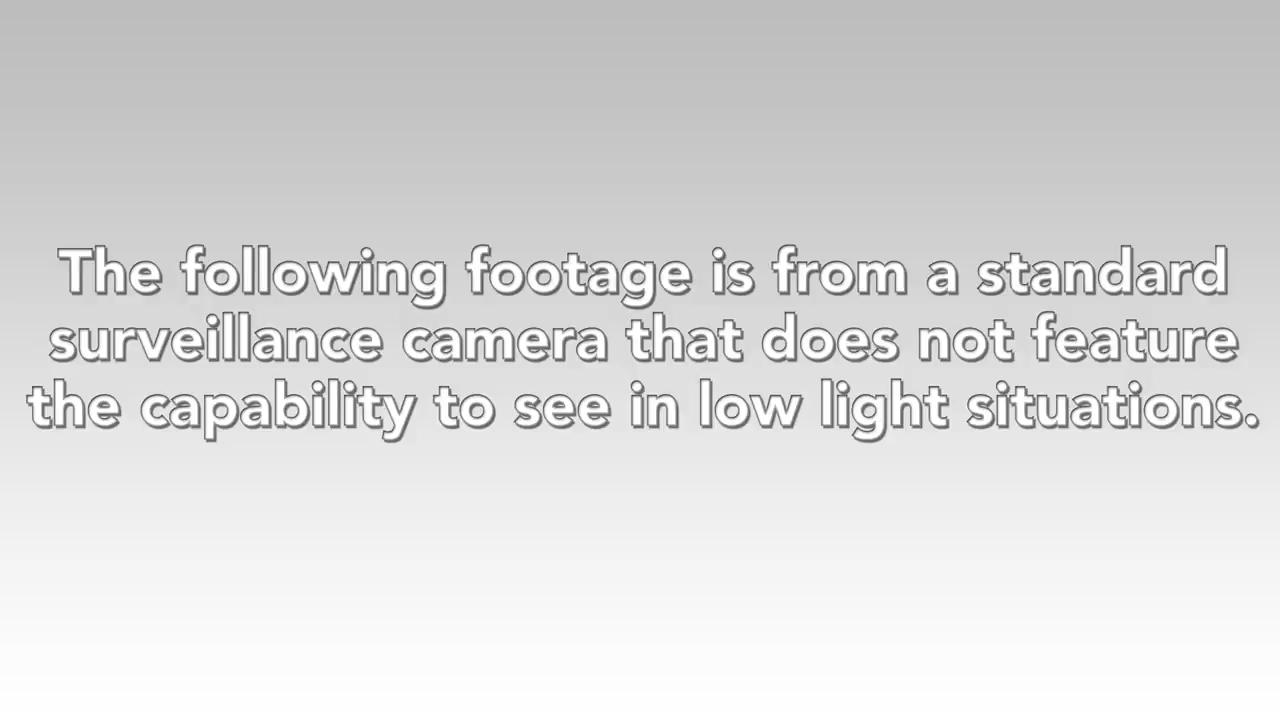 The following footage is from a standard
surveillance camera that does not feature
the capability to see in low light situations.